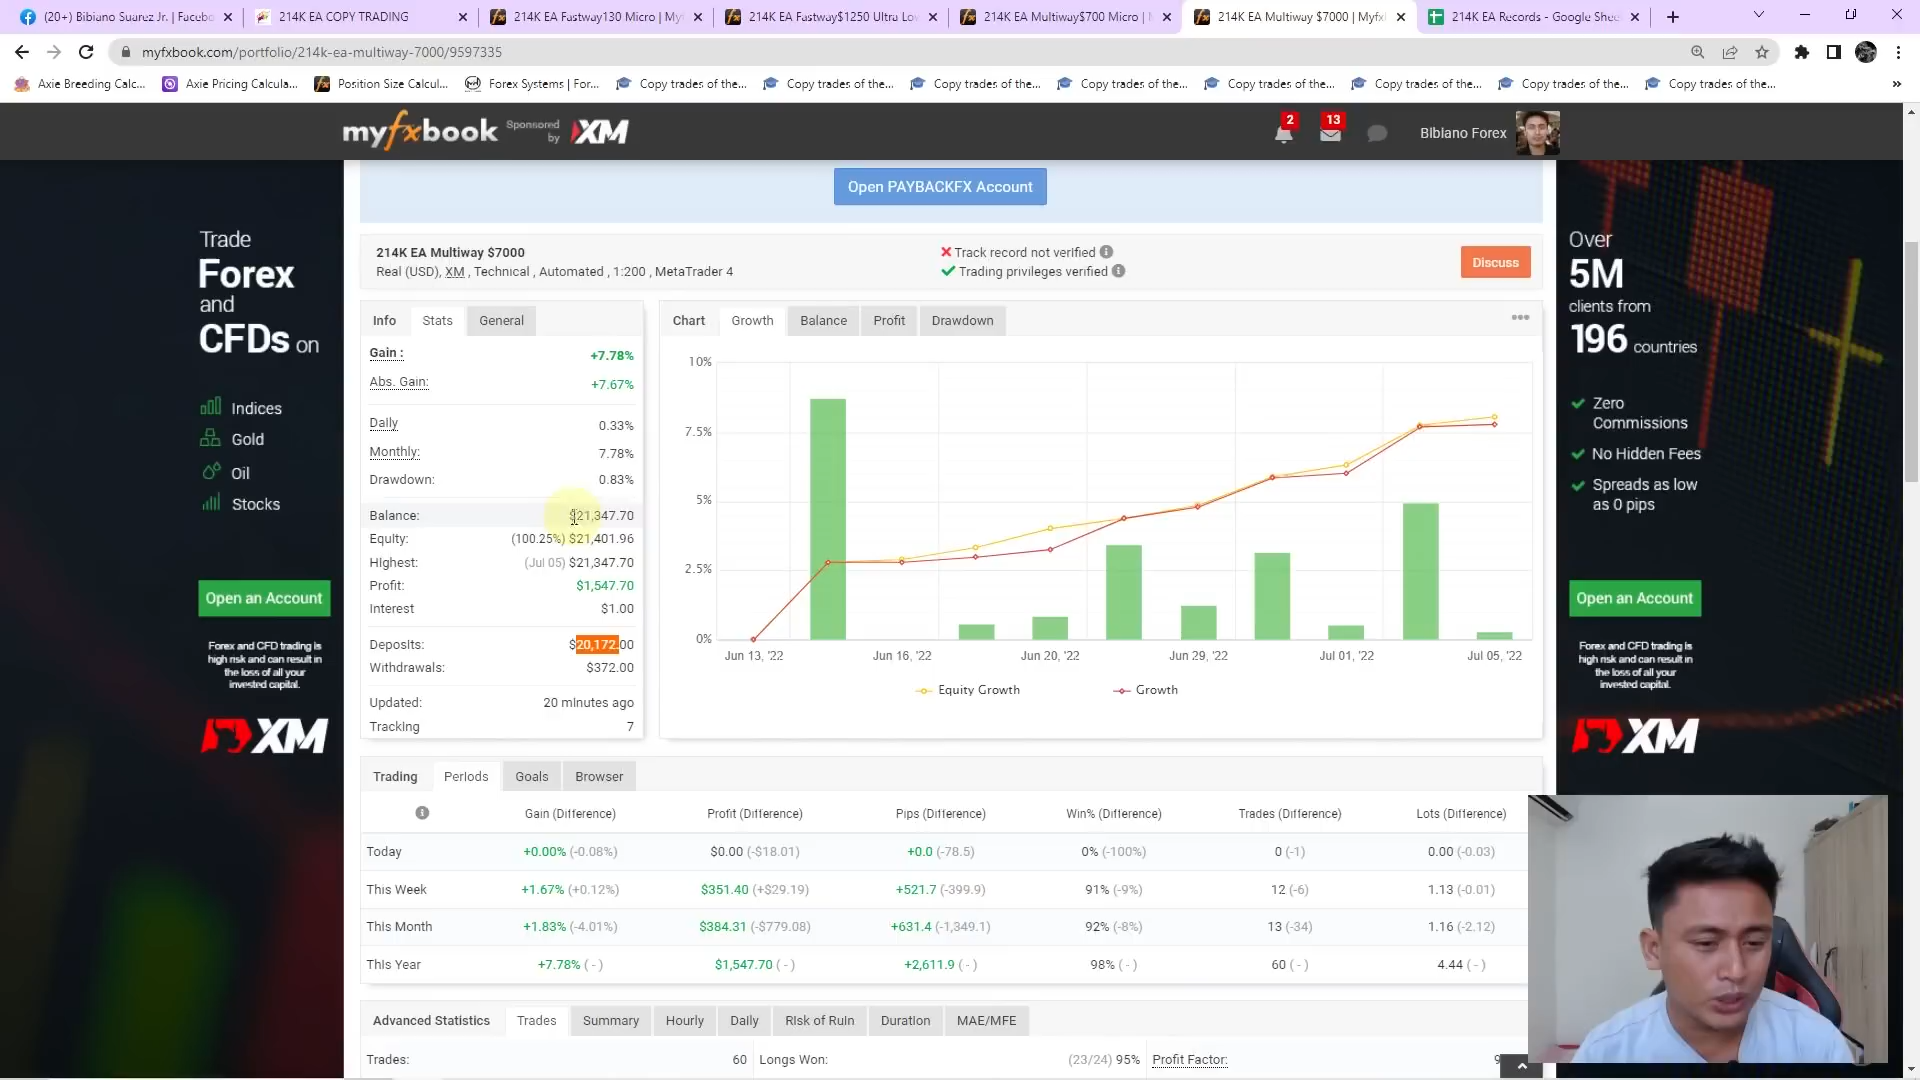 (20+) Bibiano Suarez Jr. | Faceb
214K EA COPY TRADING
214K EA Fastway130 Micro | My
214K EA Fastway$1250 Ultra Lo
214K EA Multiway$700 Micro |
214K EA Multiway $7000 | Myfx
214K EA Records - Google Shee
myfxbook.com/portfolio/214k-ea-multiway-7000/9597335
Axie Breeding Calc...
Axie Pricing Calcula...
Position Size Calcul...
Forex Systems | For...
Copy trades of the...
Copy trades of the...
Copy trades of the...
Copy trades of the...
Copy trades of the...
Copy trades of the...
Copy trades of the...
Copy trades of the...
myfxbook
Sponsored
by
XM
2
13
Bibiano Forex
Open PAYBACKFX Account
214K EA Multiway $7000
Real (USD), XM , Technical , Automated , 1:200 , MetaTrader 4
Track record not verified
Trading privileges verified
Discuss
Info Stats General
Gain : +7.78%
Abs. Gain: +7.67%
Daily 0.33%
Monthly: 7.78%
Drawdown: 0.83%
Balance: $21,347.70
Equity: (100.25%) $21,401.96
Highest: (Jul 05) $21,347.70
Profit: $1,547.70
Interest $1.00
Deposits: $20,172.00
Withdrawals: $372.00
Updated: 20 minutes ago
Tracking 7
Chart Growth Balance Profit Drawdown
10%
7.5%
5%
2.5%
0%
Jun 13, '22 Jun 16, '22 Jun 20, '22 Jun 29, '22 Jul 01, '22 Jul 05, '22
Equity Growth Growth
Trading Periods Goals Browser
Gain (Difference) Profit (Difference) Pips (Difference) Win% (Difference) Trades (Difference) Lots (Difference)
Today +0.00% (-0.08%) $0.00 (-$18.01) +0.0 (-78.5) 0% (-100%) 0 (-1) 0.00 (-0.03)
This Week +1.67% (+0.12%) $351.40 (+$29.19) +521.7 (-399.9) 91% (-9%) 12 (-6) 1.13 (-0.01)
This Month +1.83% (-4.01%) $384.31 (-$779.08) +631.4 (-1,349.1) 92% (-8%) 13 (-34) 1.16 (-2.12)
This Year +7.78% ( - ) $1,547.70 ( - ) +2,611.9 ( - ) 98% ( - ) 60 ( - ) 4.44 ( - )
Advanced Statistics Trades Summary Hourly Daily Risk of Ruin Duration MAE/MFE
Trades: 60 Longs Won: (23/24) 95% Profit Factor:
Trade
Forex
and
CFDs on
Indices
Gold
Oil
Stocks
Open an Account
Forex and CFD trading is
high risk and can result in
the loss of all your
invested capital.
XM
Over
5M
clients from
196 countries
Zero
Commissions
No Hidden Fees
Spreads as low
as 0 pips
Open an Account
Forex and CFD trading is
high risk and can result in
the loss of all your
invested capital.
XM